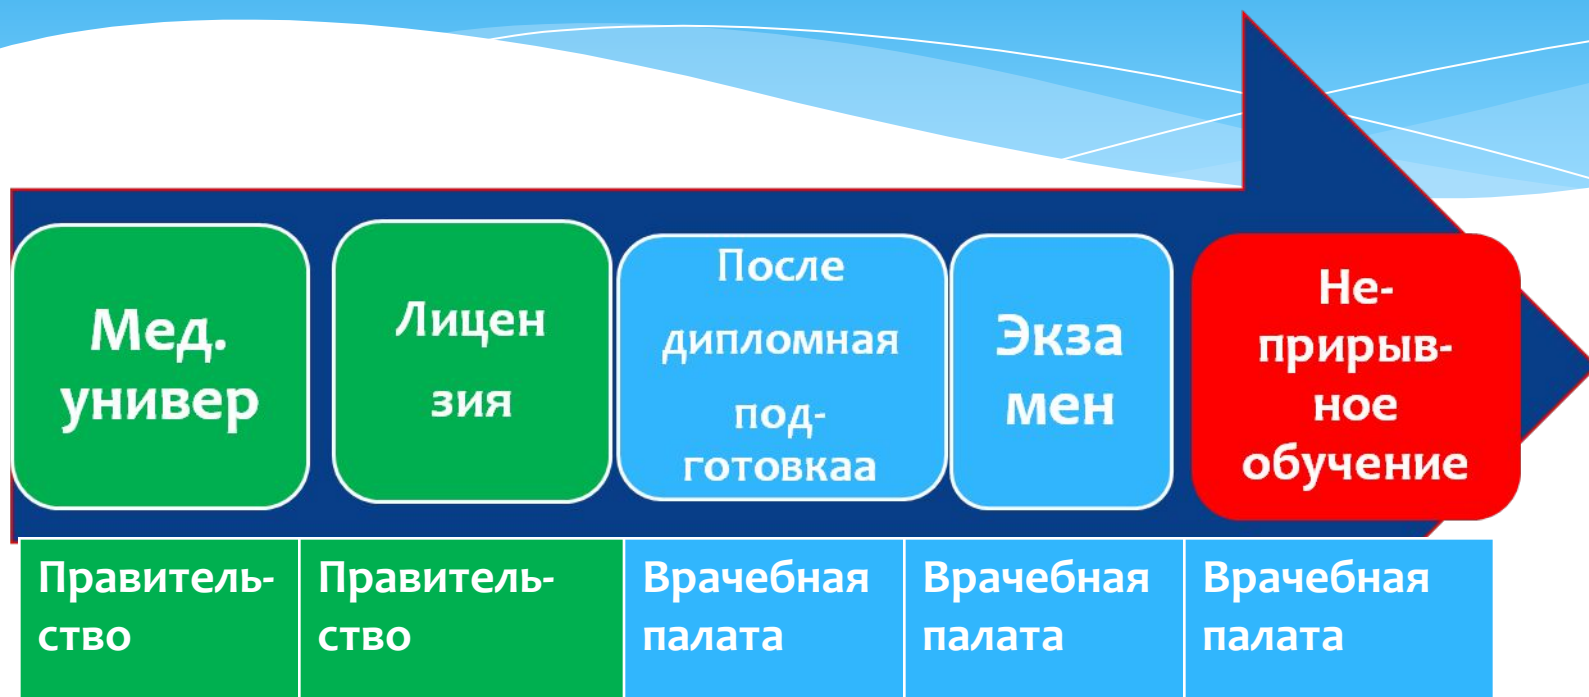 Мед.
универ
Лицен
зия
После
дипломная
под-
готовкаа
Экза
мен
Не-
прирыв-
ное
обучение
Правитель-
ство
Правитель-
ство
Врачебная
палата
Врачебная
палата
Врачебная
палата